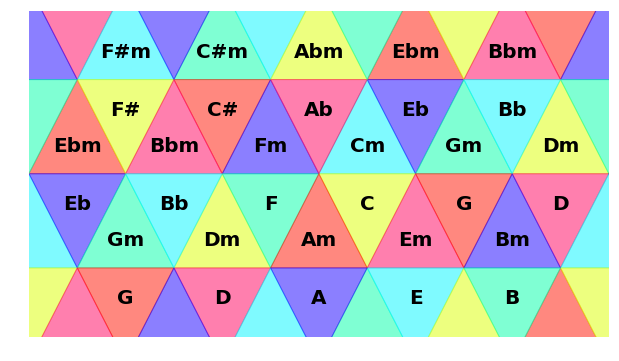 F#m C#m Abm Ebm Bbm
F# C# Ab Eb Bb
Ebm Bbm Fm Cm Gm Dm
Eb Bb F C G D
Gm Dm Am Em Bm
G D A E B